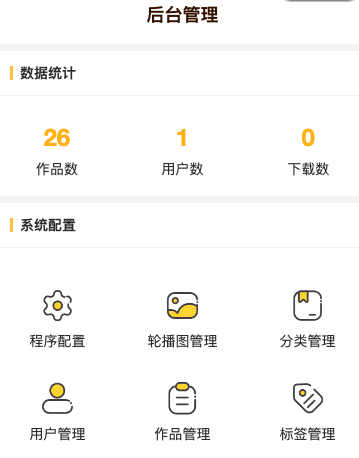 后台管理
数据统计
26 1 0
作品数 用户数 下载数
系统配置
程序配置 轮播图管理 分类管理
用户管理 作品管理 标签管理